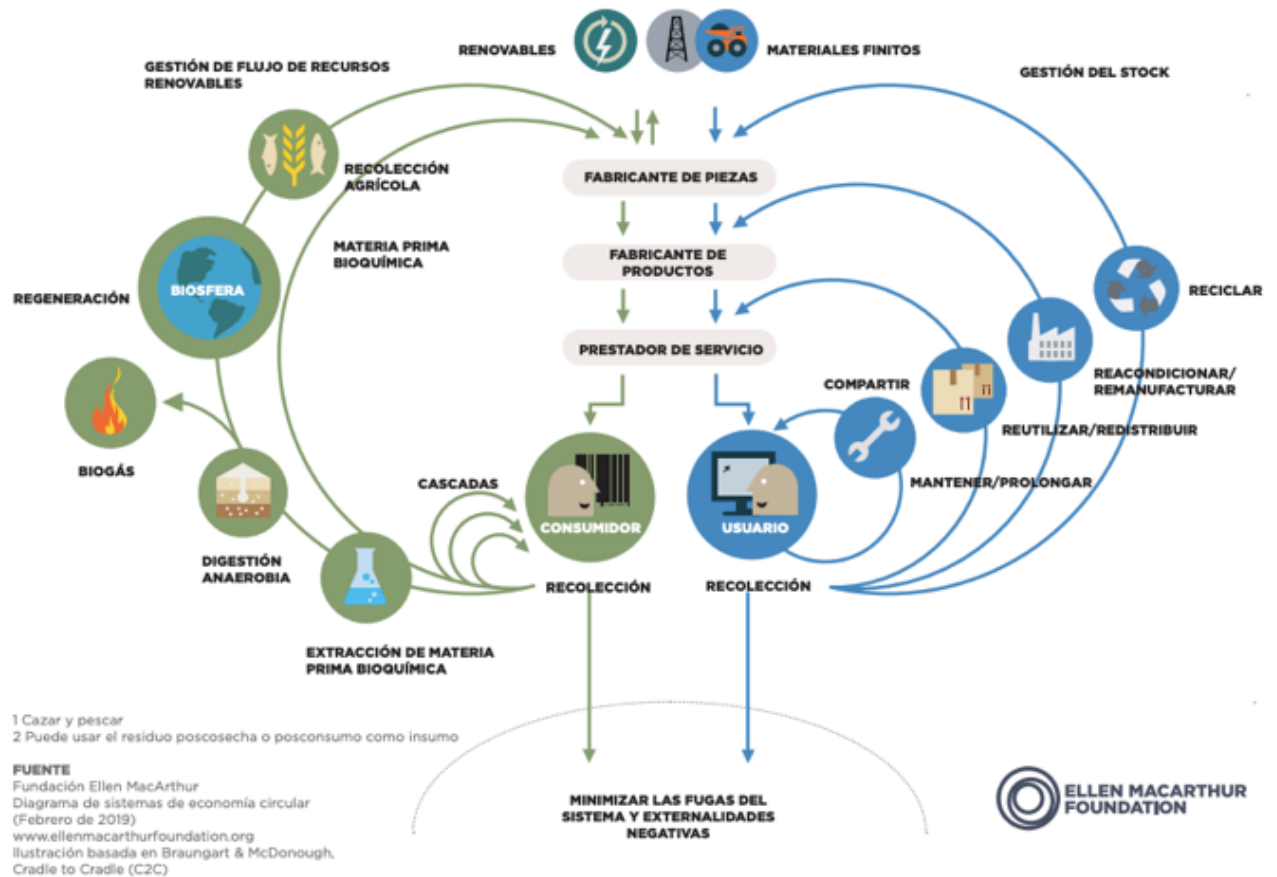 RENOVABLES
MATERIALES FINITOS
GESTIÓN DE FLUJO DE RECURSOS
RENOVABLES
GESTIÓN DEL STOCK
RECOLECCIÓN
AGRÍCOLA
FABRICANTE DE PIEZAS
MATERIA PRIMA
BIOQUÍMICA
FABRICANTE DE
PRODUCTOS
REGENERACIÓN
BIOSFERA
RECICLAR
PRESTADOR DE SERVICIO
COMPARTIR
REACONDICIONAR/
REMANUFACTURAR
REUTILIZAR/REDISTRIBUIR
BIOGÁS
CASCADAS
MANTENER/PROLONGAR
CONSUMIDOR
USUARIO
DIGESTIÓN
ANAEROBIA
RECOLECCIÓN
RECOLECCIÓN
EXTRACCIÓN DE MATERIA
PRIMA BIOQUÍMICA
1 Cazar y pescar
2 Puede usar el residuo poscosecha o posconsumo como insumo
FUENTE
Fundación Ellen MacArthur
Diagrama de sistemas de economía circular
(Febrero de 2019)
www.ellenmacarthurfoundation.org
Ilustración basada en Braungart & McDonough,
Cradle to Cradle (C2C)
MINIMIZAR LAS FUGAS DEL
SISTEMA Y EXTERNALIDADES
NEGATIVAS
ELLEN MACARTHUR
FOUNDATION